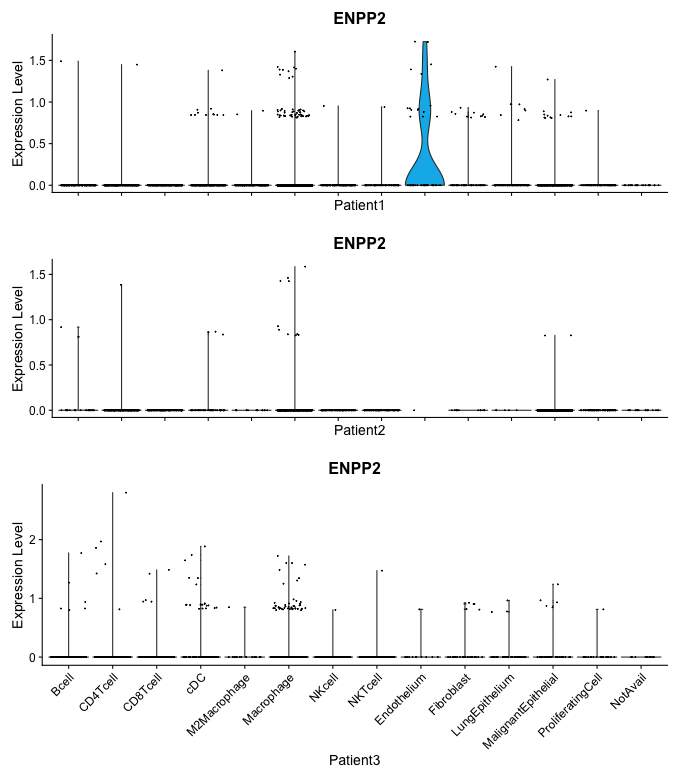 ENPP2
Expression Level
1.5
1.0
0.5
0.0
Patient1
ENPP2
Expression Level
1.5
1.0
0.5
0.0
Patient2
ENPP2
Expression Level
2
1
0
Bcell
CD4Tcell
CD8Tcell
cDC
M2Macrophage
Macrophage
NKcell
NKTcell
Endothelium
Fibroblast
LungEpithelium
MalignantEpithelial
ProliferatingCell
NotAvail
Patient3